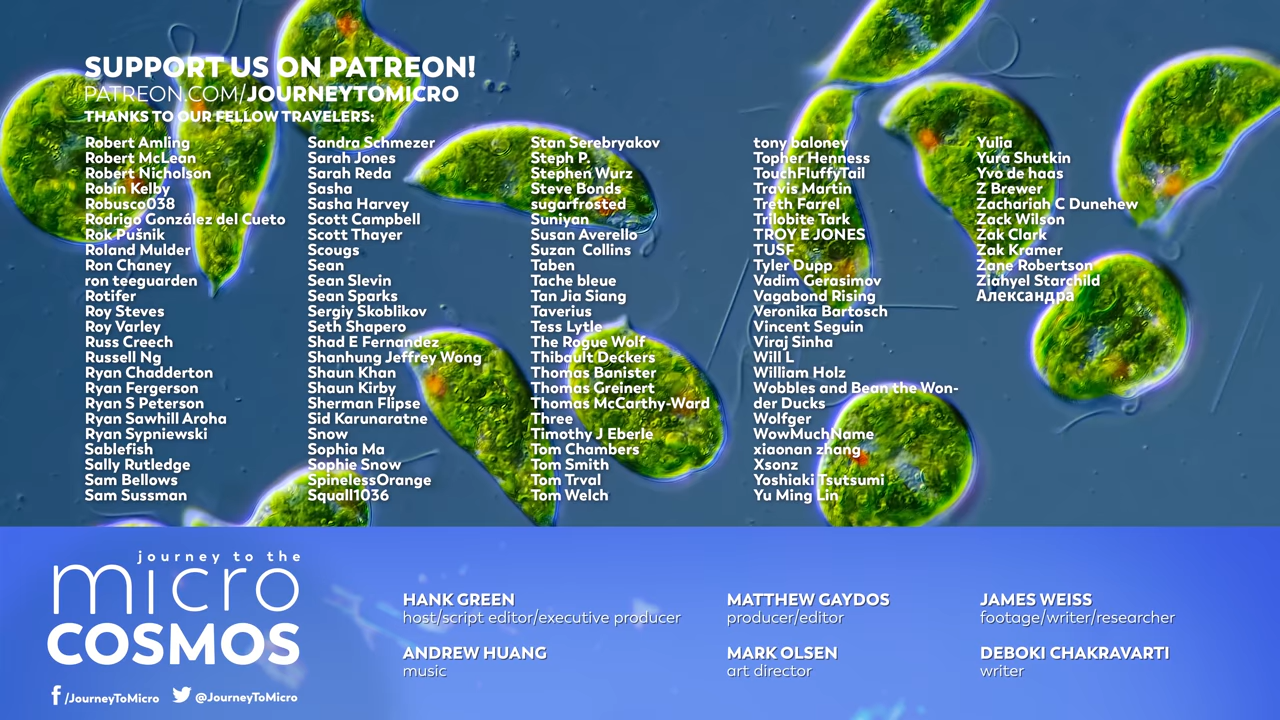 SUPPORT US ON PATREON!
PATREON.COM/JOURNEYTOMICRO
THANKS TO OUR FELLOW TRAVELERS:
Robert Amling
Robert McLean
Robert Nicholson
Robin Kelby
Robusco038
Rodrigo González del Cueto
Rok Pušnik
Roland Mulder
Ron Chaney
ron teeguarden
Rotifer
Roy Steves
Roy Varley
Russ Creech
Russell Ng
Ryan Chadderton
Ryan Fergerson
Ryan S Peterson
Ryan Sawhill Aroha
Ryan Sypniewski
Sablefish
Sally Rutledge
Sam Bellows
Sam Sussman
Sandra Schmezer
Sarah Jones
Sarah Reda
Sasha
Sasha Harvey
Scott Campbell
Scott Thayer
Scougs
Sean
Sean Slevin
Sean Sparks
Sergiy Skoblikov
Seth Shapero
Shad E Fernandez
Shanhung Jeffrey Wong
Shaun Khan
Shaun Kirby
Sherman Flipse
Sid Karunaratne
Snow
Sophia Ma
Sophie Snow
SpinelessOrange
Squall1036
Stan Serebryakov
Steph P.
Stephen Wurz
Steve Bonds
sugarfrosted
Suniyan
Susan Averello
Suzan  Collins
Taben
Tache bleue
Tan Jia Siang
Taverius
Tess Lytle
The Rogue Wolf
Thibault Deckers
Thomas Banister
Thomas Greinert
Thomas McCarthy-Ward
Three
Timothy J Eberle
Tom Chambers
Tom Smith
Tom Trval
Tom Welch
tony baloney
Topher Henness
TouchFluffyTail
Travis Martin
Treth Farrel
Trilobite Tark
TROY E JONES
TUSF
Tyler Dupp
Vadim Gerasimov
Vagabond Rising
Veronika Bartosch
Vincent Seguin
Viraj Sinha
Will L
William Holz
Wobbles and Bean the Won-
der Ducks
Wolfger
WowMuchName
xiaonan zhang
Xsonz
Yoshiaki Tsutsumi
Yu Ming Lin
Yulia
Yura Shutkin
Yvo de haas
Z Brewer
Zachariah C Dunehew
Zack Wilson
Zak Clark
Zak Kramer
Zane Robertson
Ziahyel Starchild
Александра
journey to the
micro
COSMOS
/JourneyToMicro @JourneyToMicro
HANK GREEN
host/script editor/executive producer
ANDREW HUANG
music
MATTHEW GAYDOS
producer/editor
MARK OLSEN
art director
JAMES WEISS
footage/writer/researcher
DEBOKI CHAKRAVARTI
writer